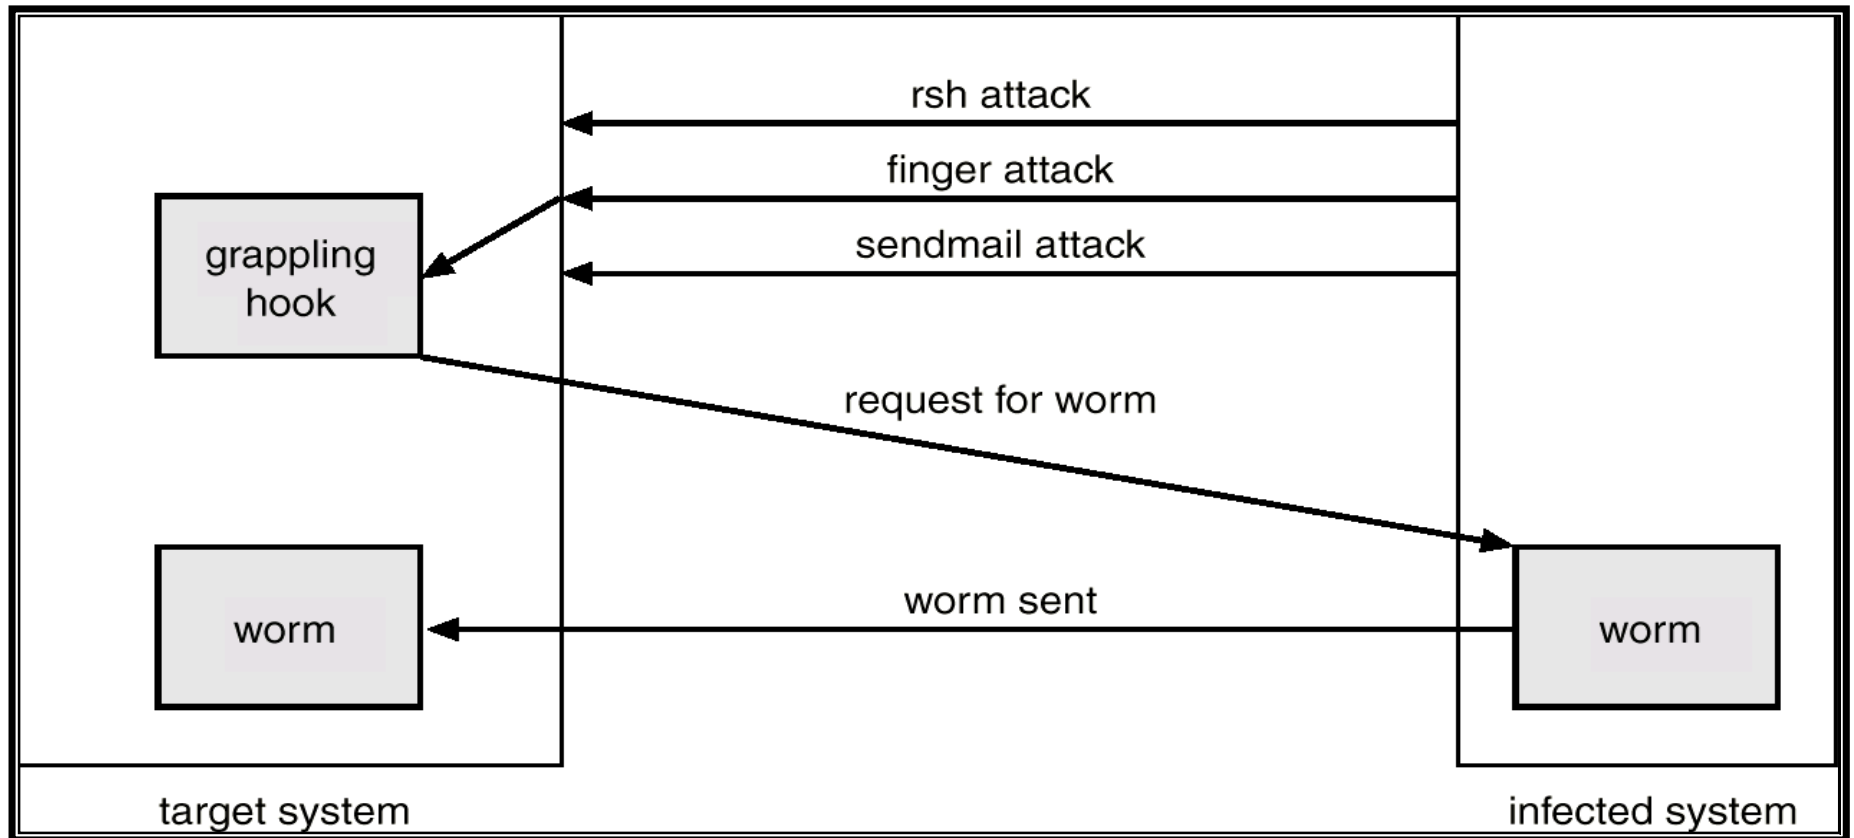 rsh attack
finger attack
sendmail attack
grappling
hook
request for worm
worm sent
worm
worm
target system
infected system